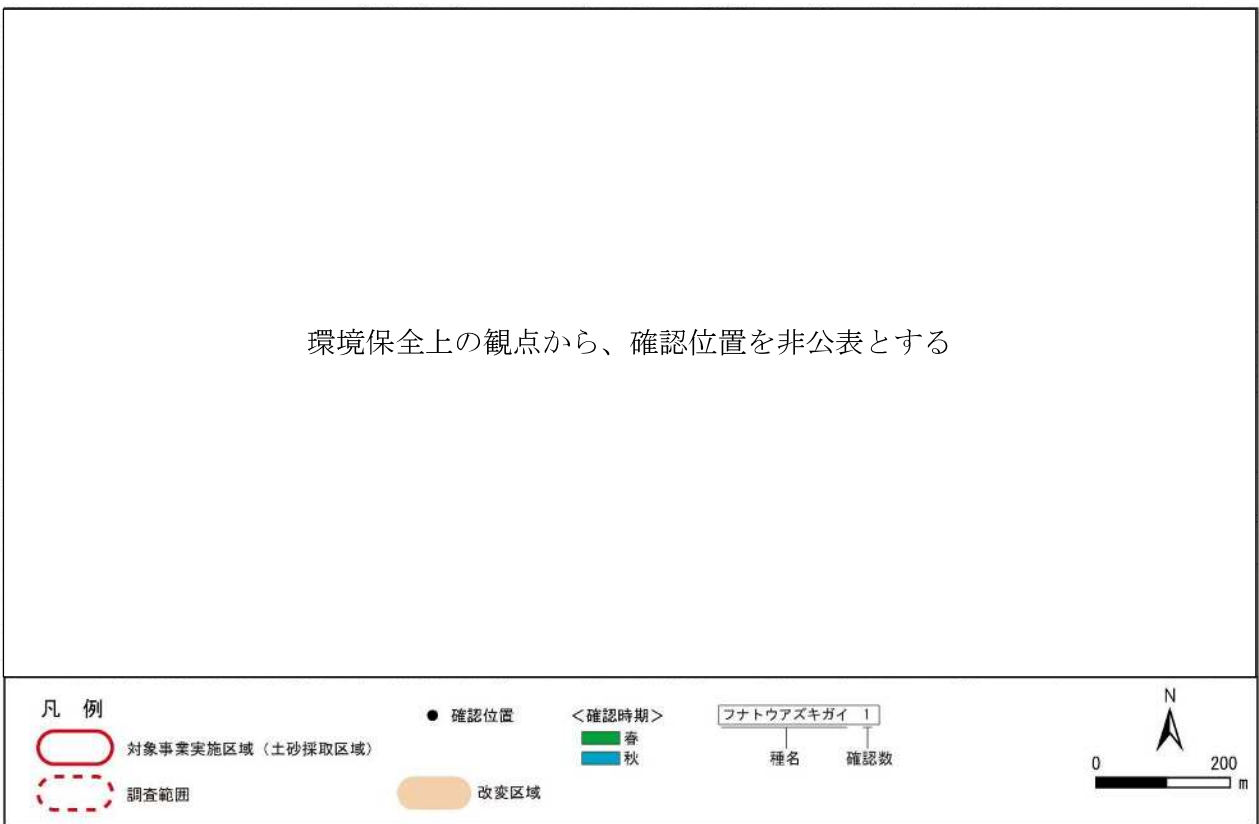 環境保全上の観点から、確認位置を非公表とする
凡 例
対象事業実施区域（土砂採取区域）
調査範囲
● 確認位置
改変区域
＜確認時期＞
春
秋
フナトウアズキガイ 1
種名 確認数
N
0 200
m